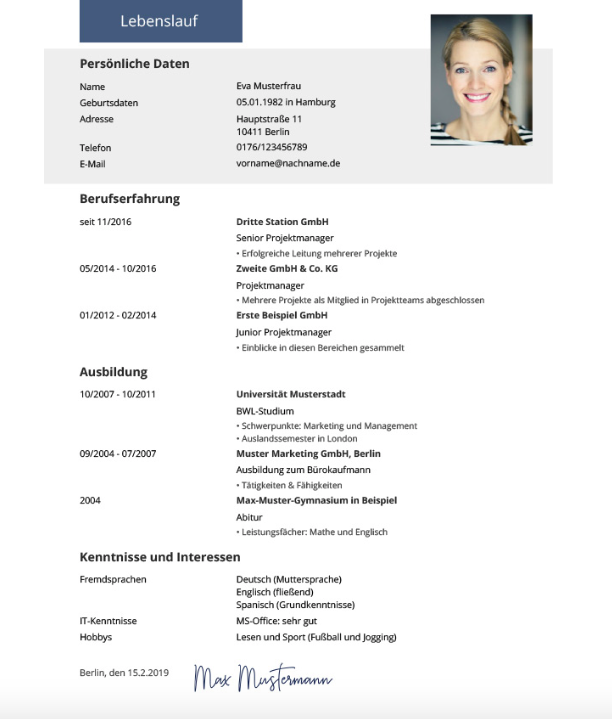 Lebenslauf
Persönliche Daten
Name Eva Musterfrau
Geburtsdaten 05.01.1982 in Hamburg
Adresse Hauptstraße 11
10411 Berlin
Telefon 0176/123456789
E-Mail vorname@nachname.de
Berufserfahrung
seit 11/2016 Dritte Station GmbH
Senior Projektmanager
• Erfolgreiche Leitung mehrerer Projekte
05/2014 - 10/2016 Zweite GmbH & Co. KG
Projektmanager
• Mehrere Projekte als Mitglied in Projektteams abgeschlossen
01/2012 - 02/2014 Erste Beispiel GmbH
Junior Projektmanager
• Einblicke in diesen Bereichen gesammelt
Ausbildung
10/2007 - 10/2011 Universität Musterstadt
BWL-Studium
• Schwerpunkte: Marketing und Management
• Auslandssemester in London
09/2004 - 07/2007 Muster Marketing GmbH, Berlin
Ausbildung zum Bürokaufmann
• Tätigkeiten & Fähigkeiten
2004 Max-Muster-Gymnasium in Beispiel
Abitur
• Leistungsfächer: Mathe und Englisch
Kenntnisse und Interessen
Fremdsprachen Deutsch (Muttersprache)
Englisch (fließend)
Spanisch (Grundkenntnisse)
IT-Kenntnisse MS-Office: sehr gut
Hobbys Lesen und Sport (Fußball und Jogging)
Berlin, den 15.2.2019 Max Mustermann